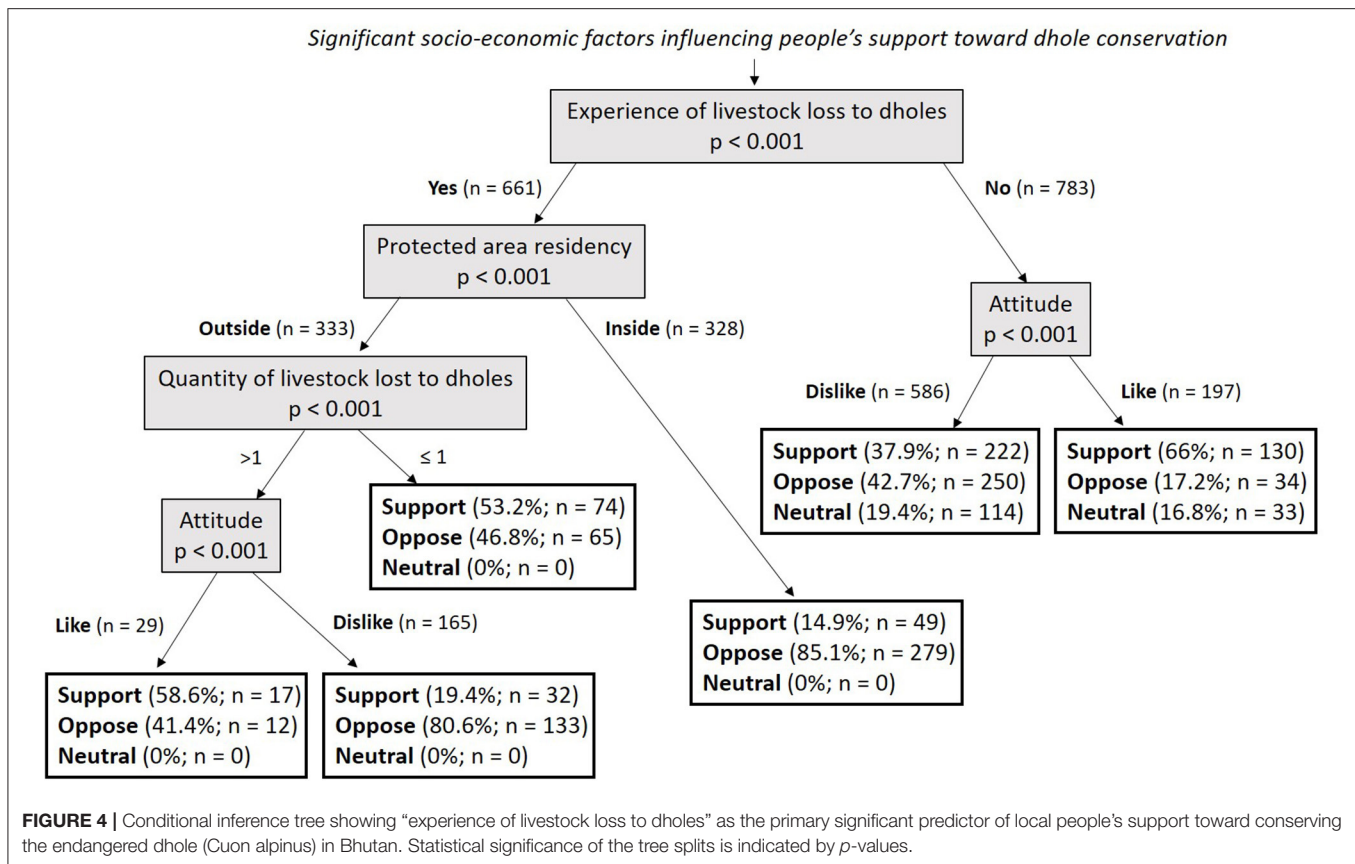 Significant socio-economic factors influencing people's support toward dhole conservation
Experience of livestock loss to dholes
p < 0.001
Yes (n = 661)
No (n = 783)
Protected area residency
p < 0.001
Attitude
p < 0.001
Outside (n = 333)
Inside (n = 328)
Quantity of livestock lost to dholes
p < 0.001
Dislike (n = 586)
Like (n = 197)
Support (37.9%; n = 222)
Oppose (42.7%; n = 250)
Neutral (19.4%; n = 114)
Support (66%; n = 130)
Oppose (17.2%; n = 34)
Neutral (16.8%; n = 33)
>1
≤ 1
Attitude
p < 0.001
Support (53.2%; n = 74)
Oppose (46.8%; n = 65)
Neutral (0%; n = 0)
Like (n = 29)
Dislike (n = 165)
Support (14.9%; n = 49)
Oppose (85.1%; n = 279)
Neutral (0%; n = 0)
Support (58.6%; n = 17)
Oppose (41.4%; n = 12)
Neutral (0%; n = 0)
Support (19.4%; n = 32)
Oppose (80.6%; n = 133)
Neutral (0%; n = 0)
FIGURE 4 | Conditional inference tree showing “experience of livestock loss to dholes” as the primary significant predictor of local people's support toward conserving
the endangered dhole (Cuon alpinus) in Bhutan. Statistical significance of the tree splits is indicated by p-values.